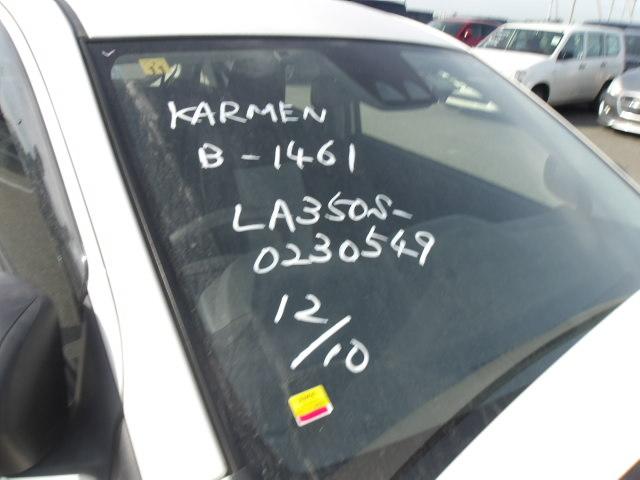 KARMEN
B-1461
LA350S-
0230549
12
/10